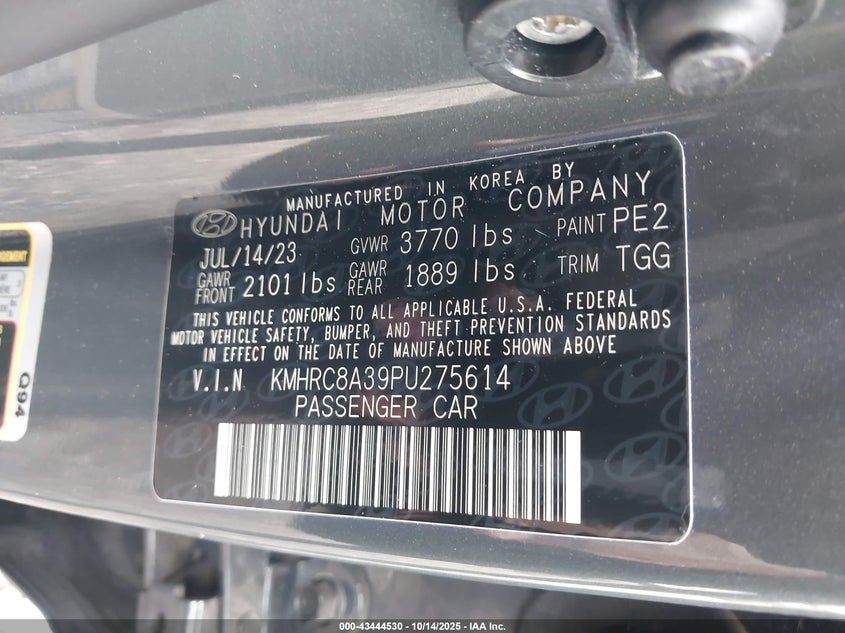 MANUFACTURED IN KOREA BY
HYUNDAI MOTOR COMPANY
JUL/14/23 GVWR 3770 lbs PAINT PE2
GAWR FRONT 2101 lbs GAWR REAR 1889 lbs TRIM TGG
THIS VEHICLE CONFORMS TO ALL APPLICABLE U.S.A. FEDERAL
MOTOR VEHICLE SAFETY, BUMPER, AND THEFT PREVENTION STANDARDS
IN EFFECT ON THE DATE OF MANUFACTURE SHOWN ABOVE
V.I.N KMHRC8A39PU275614
PASSENGER CAR
Q94
000-43444530 - 10/14/2025 - IAA Inc.